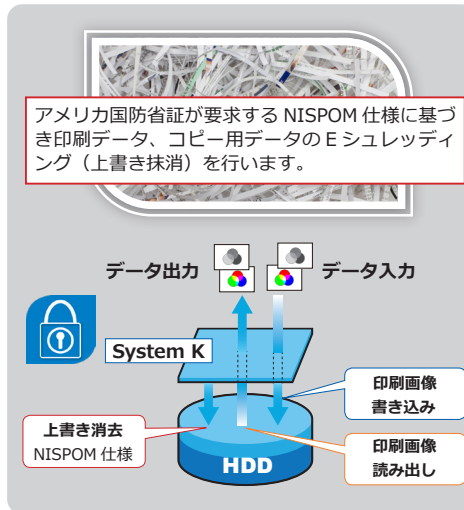 アメリカ国防省証が要求する NISPOM 仕様に基づ
き印刷データ、コピー用データの E シュレッディ
ング（上書き抹消）を行います。
データ出力
データ入力
System K
印刷画像
書き込み
上書き消去
NISPOM 仕様
印刷画像
読み出し
HDD